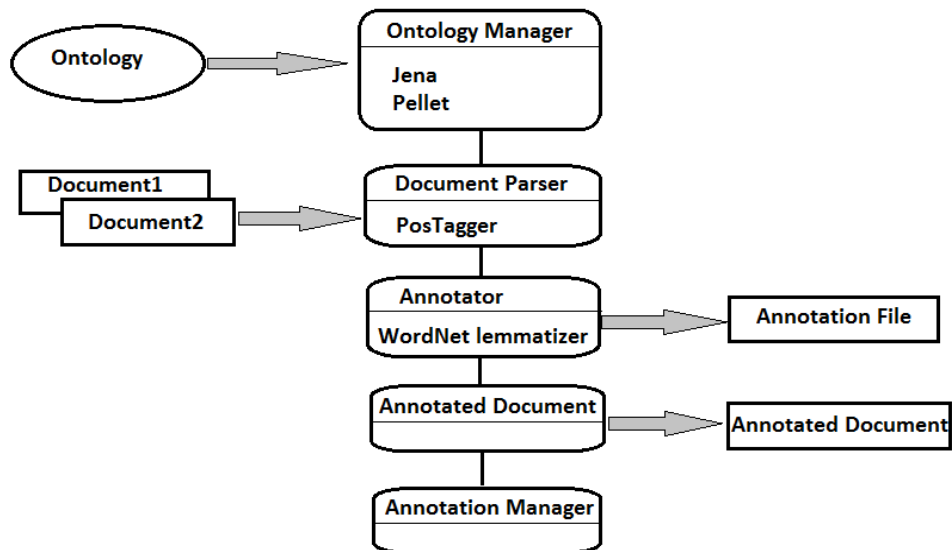 Ontology
Ontology Manager
Jena
Pellet
Document1
Document2
Document Parser
PosTagger
Annotator
WordNet lemmatizer
Annotation File
Annotated Document
Annotated Document
Annotation Manager